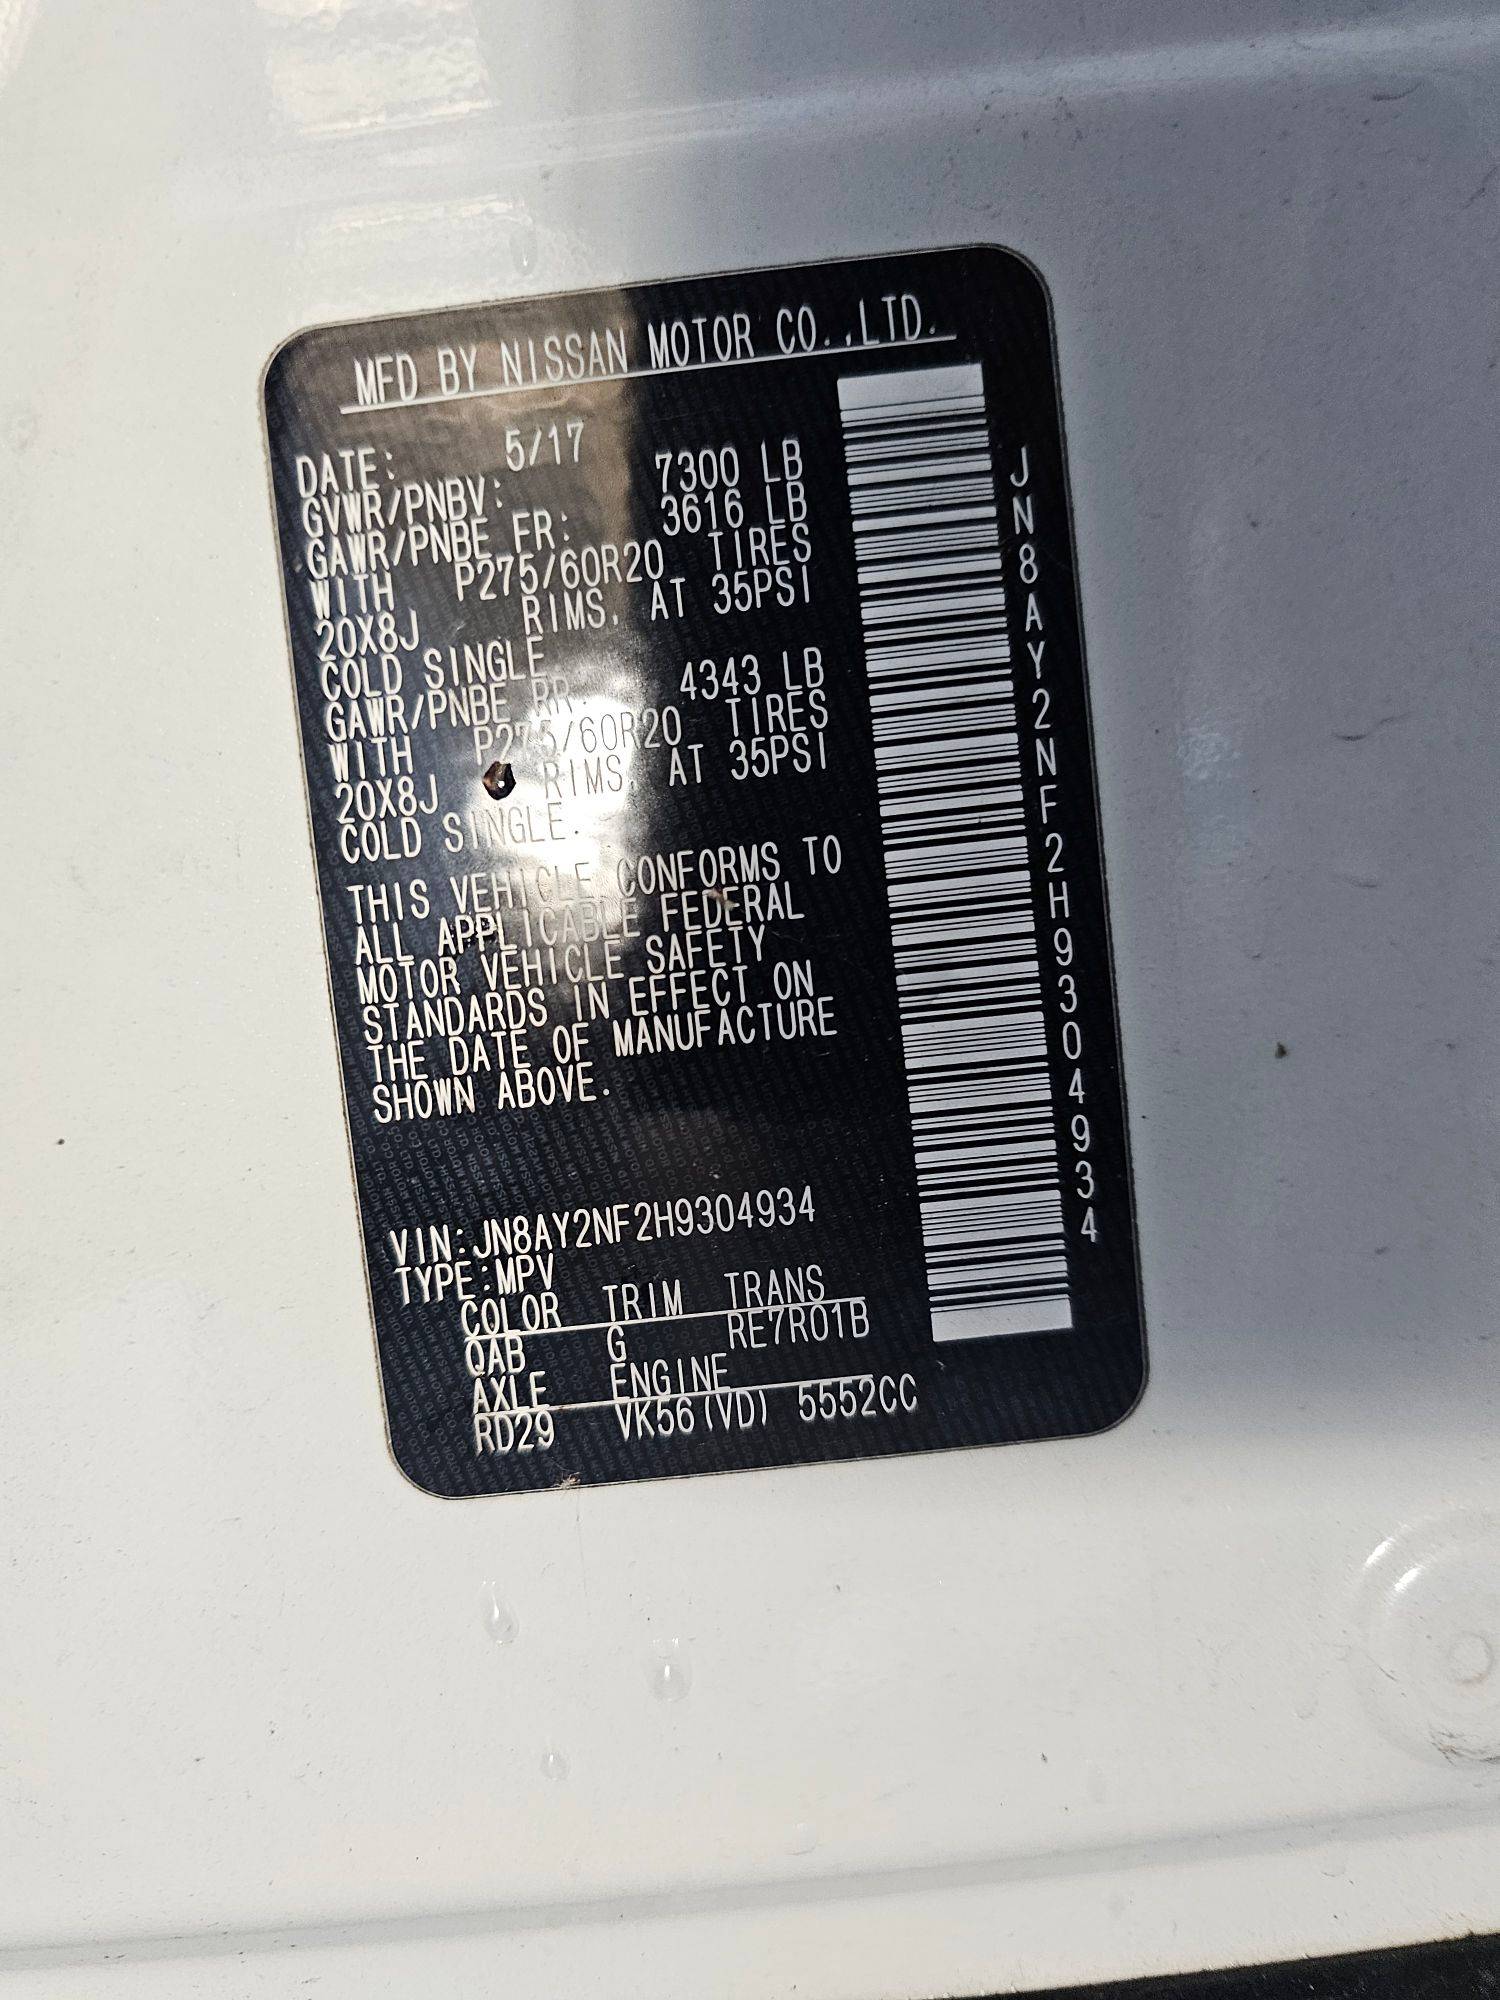 MFD BY NISSAN MOTOR CO.,LTD.
DATE: 5/17
GVWR/PNBV: 7300 LB
GAWR/PNBE FR: 3616 LB
WITH P275/60R20 TIRES
20X8J RIMS, AT 35PSI
COLD SINGLE
GAWR/PNBE RR: 4343 LB
WITH P275/60R20 TIRES
20X8J RIMS, AT 35PSI
COLD SINGLE.
THIS VEHICLE CONFORMS TO
ALL APPLICABLE FEDERAL
MOTOR VEHICLE SAFETY
STANDARDS IN EFFECT ON
THE DATE OF MANUFACTURE
SHOWN ABOVE.
VIN:JN8AY2NF2H9304934
TYPE:MPV
COLOR TRIM TRANS
QAB G RE7R01B
AXLE ENGINE
RD29 VK56(VD) 5552CC
JN8AY2NF2H9304934